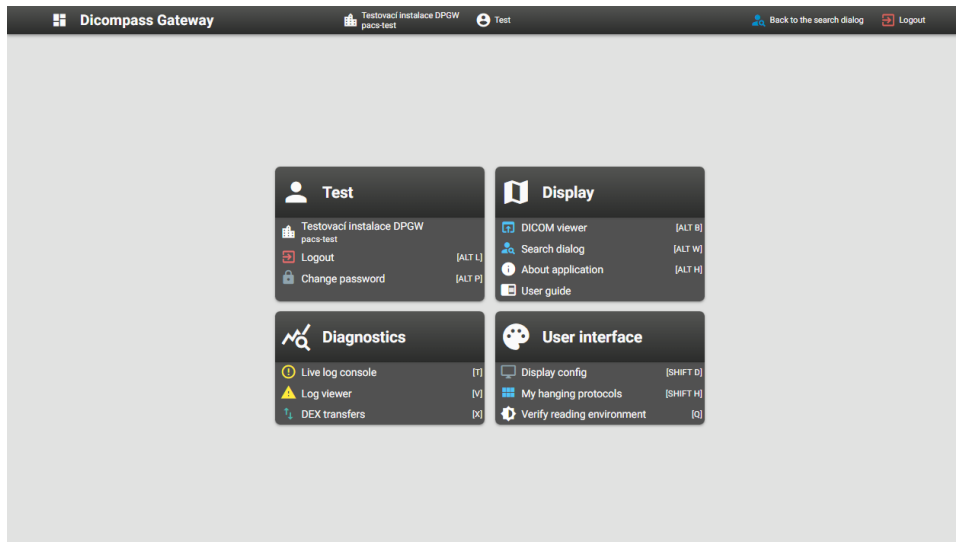 Dicompass Gateway
Testovací instalace DPGW
pacs-test
Test
Back to the search dialog
Logout
Test
Testovací instalace DPGW
pacs-test
Logout [ALT L]
Change password [ALT P]
Display
DICOM viewer [ALT B]
Search dialog [ALT W]
About application [ALT H]
User guide
Diagnostics
Live log console [T]
Log viewer [V]
DEX transfers [X]
User interface
Display config [SHIFT D]
My hanging protocols [SHIFT H]
Verify reading environment [Q]